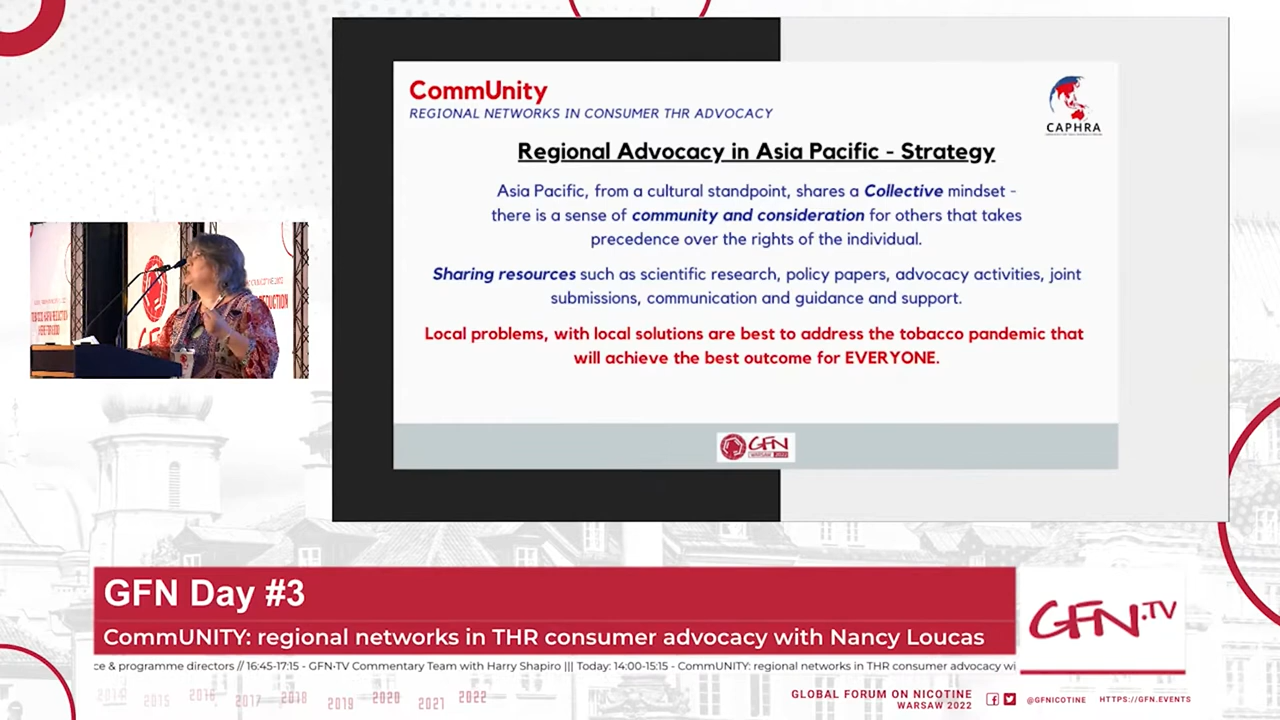 CommUnity
REGIONAL NETWORKS IN CONSUMER THR ADVOCACY
CAPHRA
Regional Advocacy in Asia Pacific - Strategy
Asia Pacific, from a cultural standpoint, shares a Collective mindset -
there is a sense of community and consideration for others that takes
precedence over the rights of the individual.
Sharing resources such as scientific research, policy papers, advocacy activities, joint
submissions, communication and guidance and support.
Local problems, with local solutions are best to address the tobacco pandemic that
will achieve the best outcome for EVERYONE.
GFN
WARSAW 2022
GFN Day #3
CommUNITY: regional networks in THR consumer advocacy with Nancy Loucas
ce & programme directors // 16:45-17:15 - GFN•TV Commentary Team with Harry Shapiro ||| Today: 14:00-15:15 - CommUNITY: regional networks in THR consumer advocacy wi
GFN.TV
2014 2015 2016 2017 2018 2019 2020 2021 2022
GLOBAL FORUM ON NICOTINE
WARSAW 2022
@GFNICOTINE
HTTPS://GFN.EVENTS